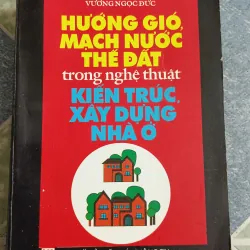 VƯƠNG NGỌC ĐỨC
HƯỚNG GIÓ,
MẠCH NƯỚC
THẾ ĐẤT
trong nghệ thuật
KIẾN TRÚC,
XÂY DỰNG
NHÀ Ở